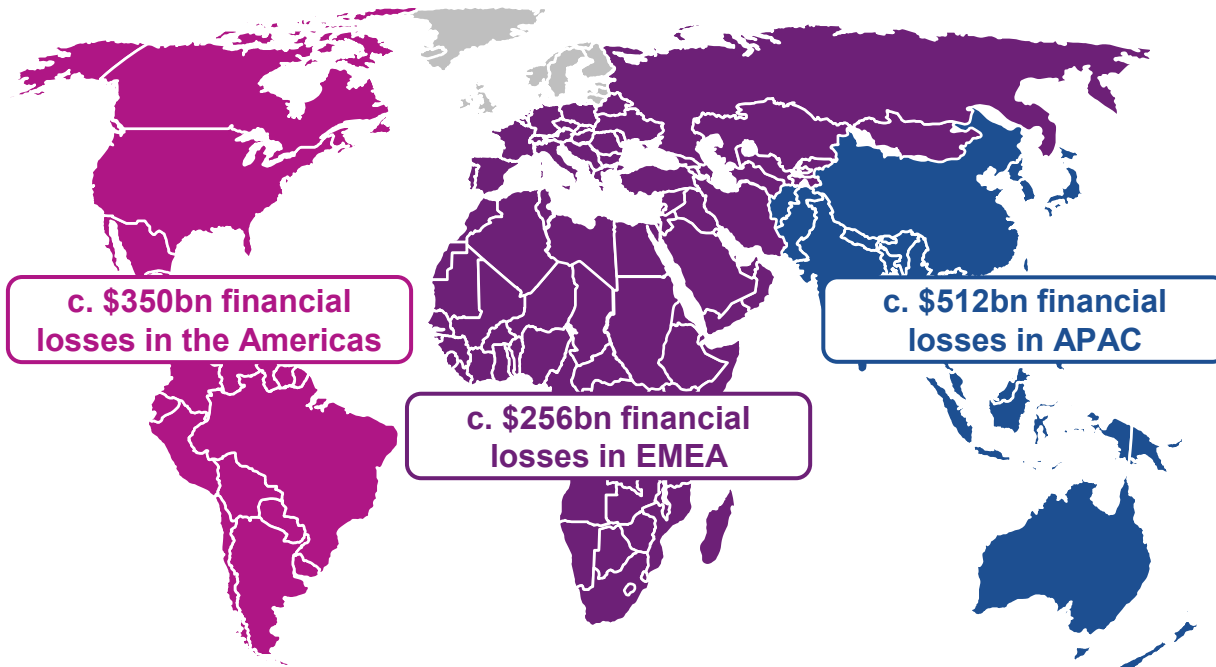 c. $350bn financial
losses in the Americas
c. $256bn financial
losses in EMEA
c. $512bn financial
losses in APAC